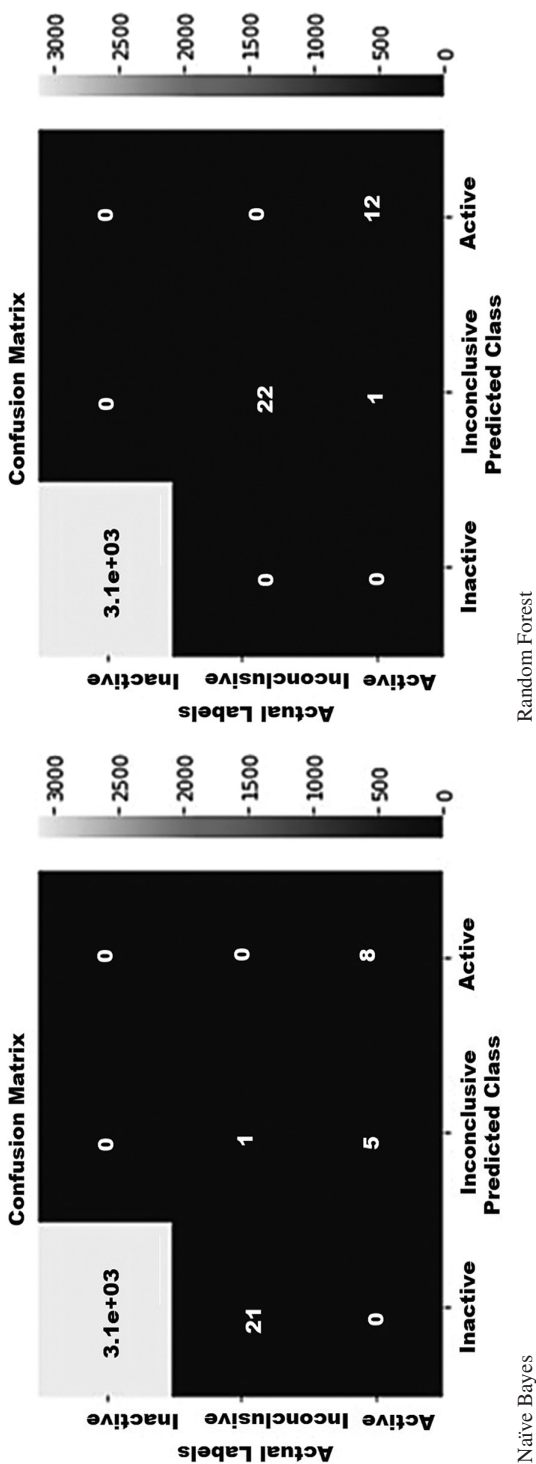 Confusion Matrix
3.1e+03
0
0
21
1
0
0
5
8
Inactive
Inconclusive
Active
Actual Labels
Inactive
Inconclusive
Active
Predicted Class
3000
2500
2000
1500
1000
500
0
Naïve Bayes
Confusion Matrix
3.1e+03
0
0
0
22
0
0
1
12
Inactive
Inconclusive
Active
Actual Labels
Inactive
Inconclusive
Active
Predicted Class
3000
2500
2000
1500
1000
500
0
Random Forest